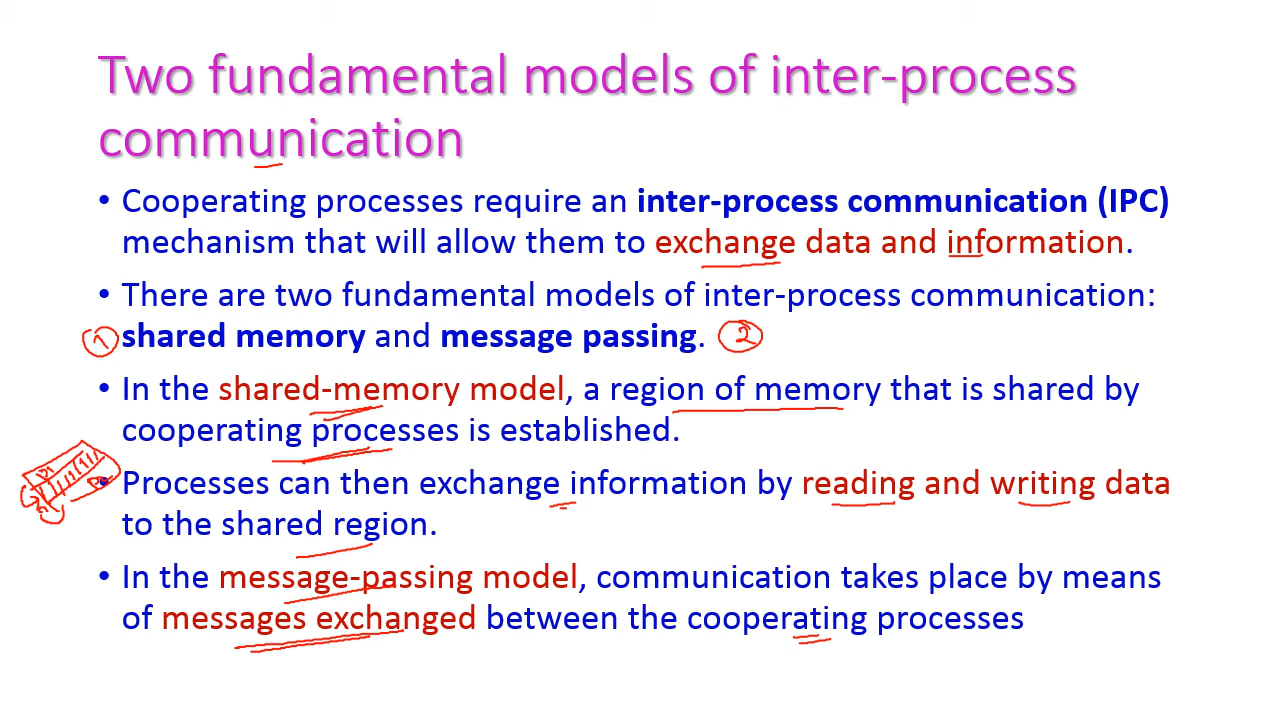 Two fundamental models of inter-process
communication
• Cooperating processes require an inter-process communication (IPC)
mechanism that will allow them to exchange data and information.
• There are two fundamental models of inter-process communication:
① shared memory and message passing. ②
• In the shared-memory model, a region of memory that is shared by
cooperating processes is established.
• Processes can then exchange information by reading and writing data
to the shared region.
• In the message-passing model, communication takes place by means
of messages exchanged between the cooperating processes